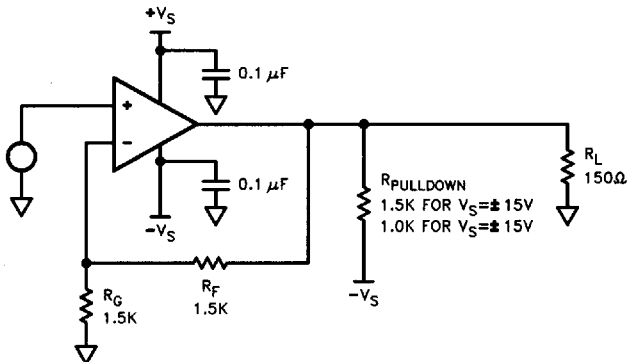 +VS
0.1 μF
+
-
0.1 μF
-VS
RPULLDOWN
1.5K FOR VS=±15V
1.0K FOR VS=±15V
RL
150Ω
-VS
RF
1.5K
RG
1.5K